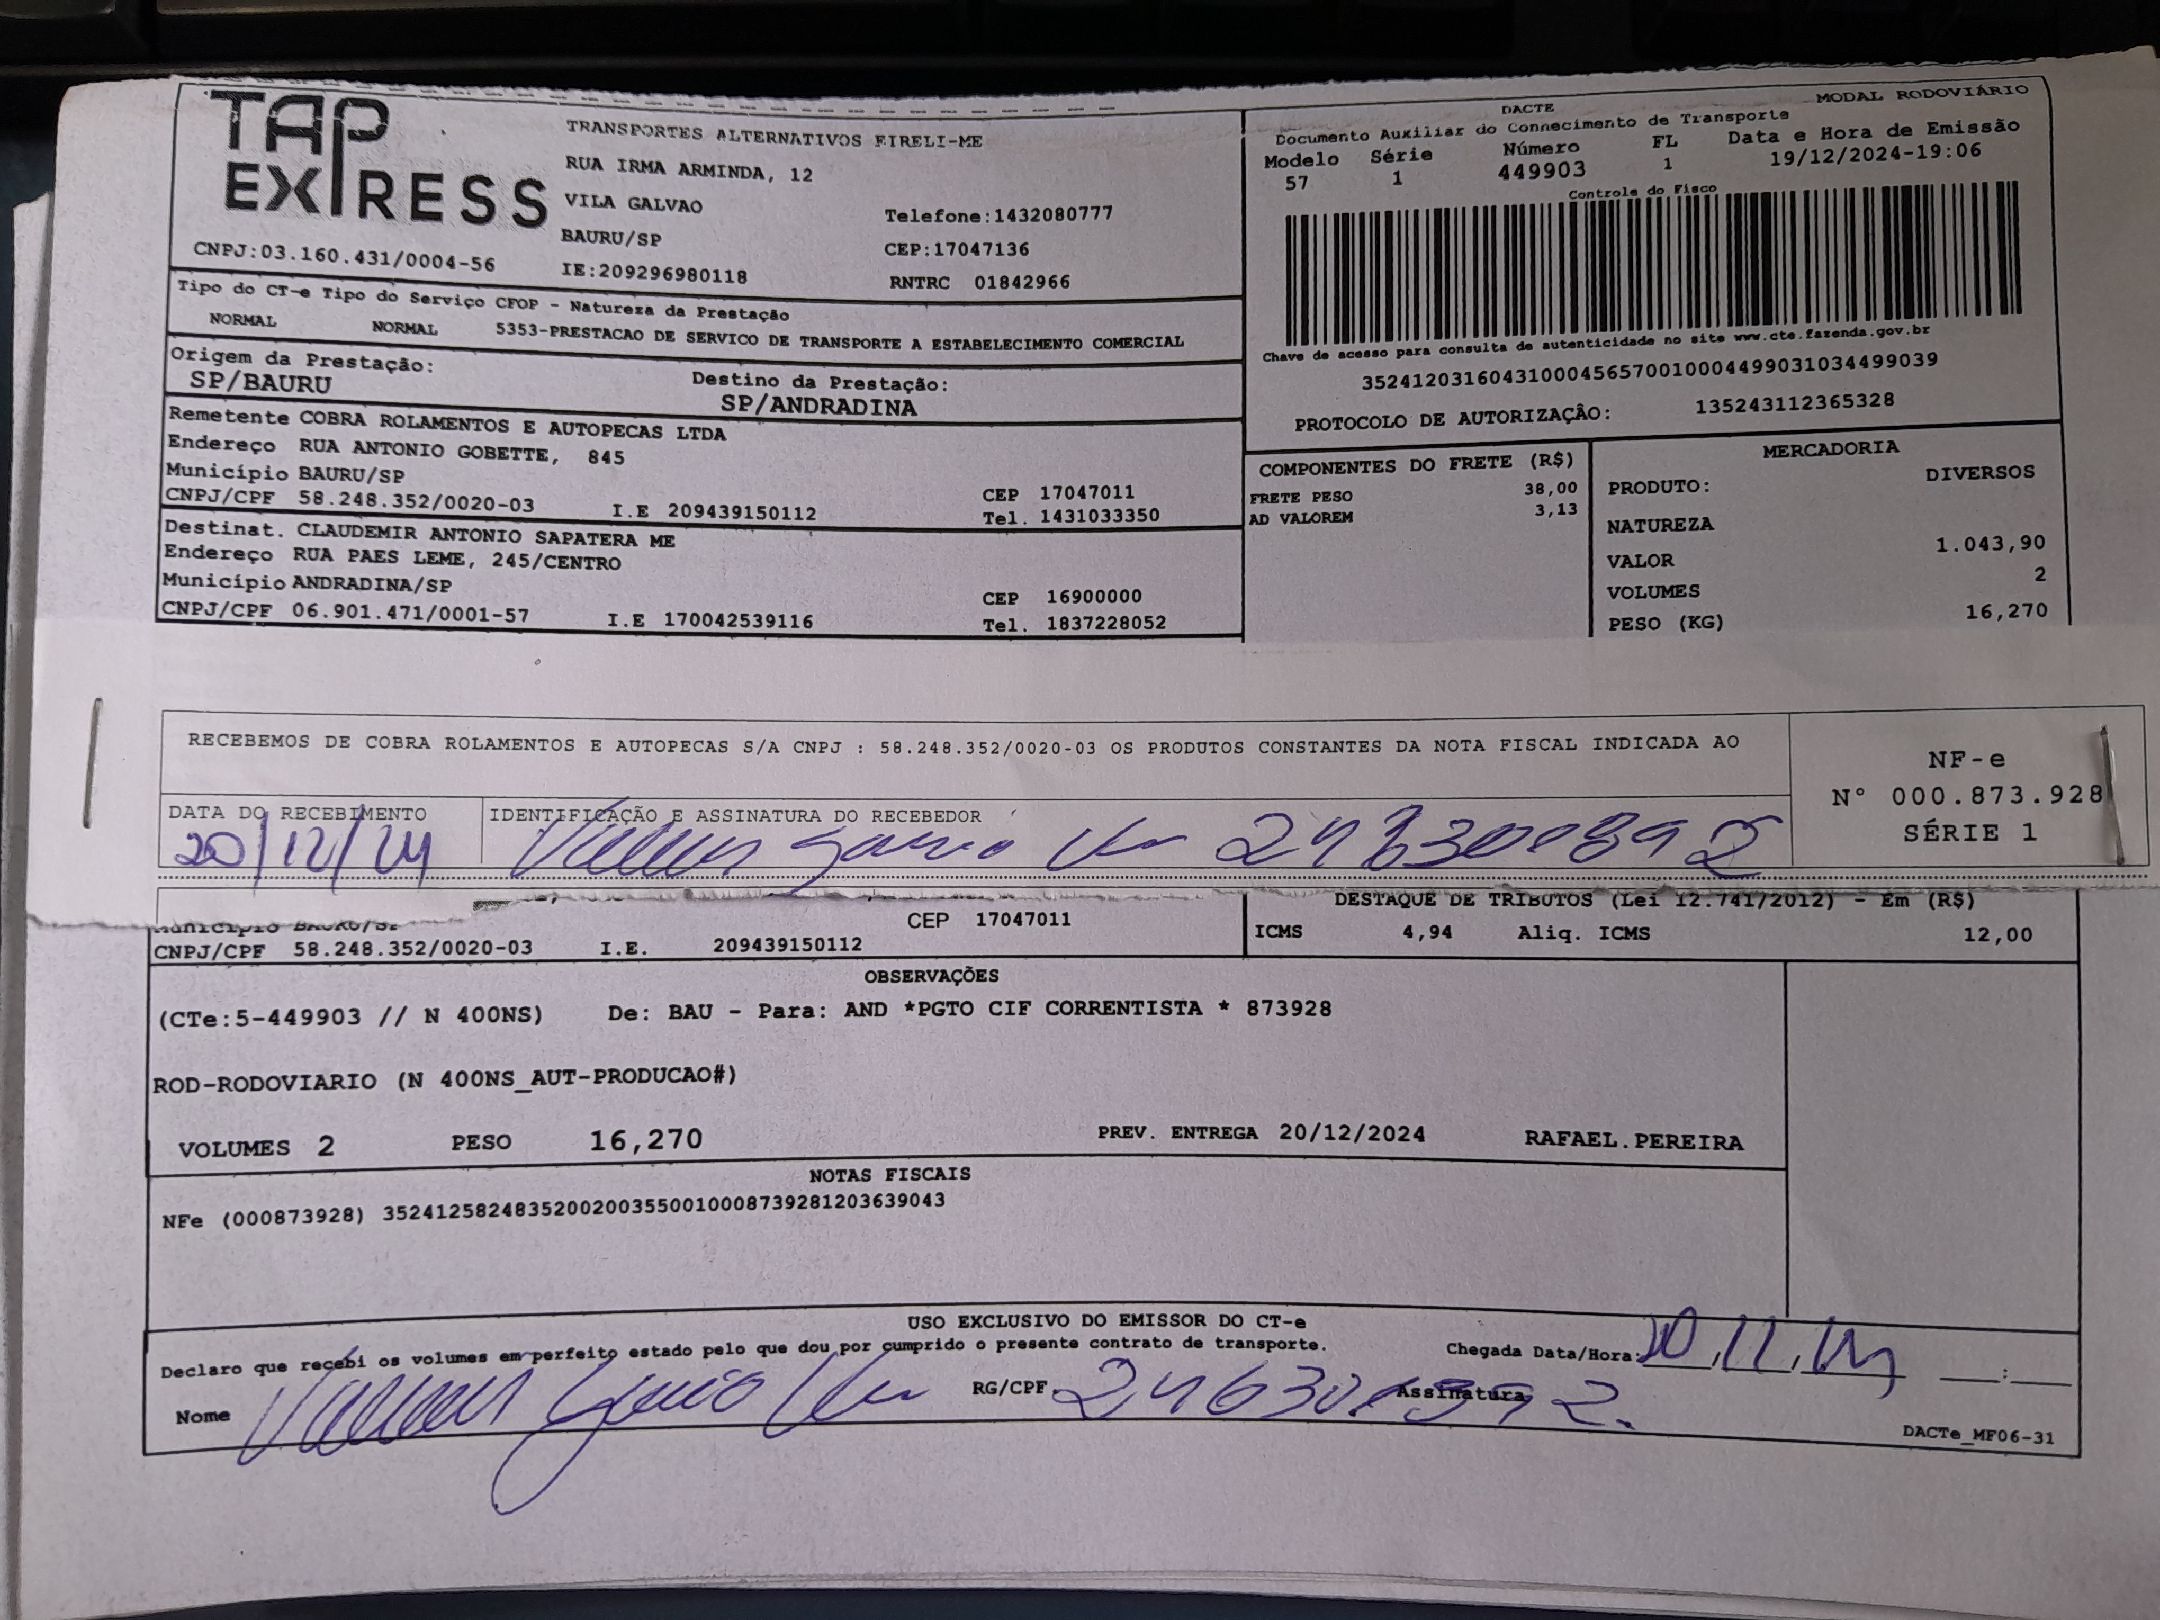 TAP EXPRESS
TRANSPORTES ALTERNATIVOS EIRELI-ME
RUA IRMA ARMINDA, 12
VILA GALVAO
Telefone:1432080777
BAURU/SP
CEP:17047136
CNPJ:03.160.431/0004-56
IE:209296980118
RNTRC 01842966
DACTE
MODAL RODOVIÁRIO
Documento Auxiliar do Connecimento de Transporte
Modelo Série Número FL Data e Hora de Emissão
57 1 449903 1 19/12/2024-19:06
Controle do Fisco
Chave de acesso para consulta de autenticidade no site www.cte.fazenda.gov.br
35241203160431000456570010004499031034499039
PROTOCOLO DE AUTORIZAÇÂO: 135243112365328
Tipo do CT-e Tipo do Serviço CFOP - Natureza da Prestação
NORMAL NORMAL 5353-PRESTACAO DE SERVICO DE TRANSPORTE A ESTABELECIMENTO COMERCIAL
Origem da Prestação:
SP/BAURU
Destino da Prestação:
SP/ANDRADINA
Remetente COBRA ROLAMENTOS E AUTOPECAS LTDA
Endereço RUA ANTONIO GOBETTE, 845
Município BAURU/SP
CEP 17047011
CNPJ/CPF 58.248.352/0020-03 I.E 209439150112 Tel. 1431033350
Destinat. CLAUDEMIR ANTONIO SAPATERA ME
Endereço RUA PAES LEME, 245/CENTRO
Município ANDRADINA/SP
CEP 16900000
CNPJ/CPF 06.901.471/0001-57 I.E 170042539116 Tel. 1837228052
COMPONENTES DO FRETE (R$)
FRETE PESO 38,00
AD VALOREM 3,13
MERCADORIA
PRODUTO: DIVERSOS
NATUREZA
VALOR 1.043,90
VOLUMES 2
PESO (KG) 16,270
RECEBEMOS DE COBRA ROLAMENTOS E AUTOPECAS S/A CNPJ : 58.248.352/0020-03 OS PRODUTOS CONSTANTES DA NOTA FISCAL INDICADA AO
NF-e
N° 000.873.928
SÉRIE 1
DATA DO RECEBIMENTO
20/12/24
IDENTIFICAÇÃO E ASSINATURA DO RECEBEDOR
Município BAURU/SP
CEP 17047011
CNPJ/CPF 58.248.352/0020-03 I.E. 209439150112
DESTAQUE DE TRIBUTOS (Lei 12.741/2012) - Em (R$)
ICMS 4,94 Aliq. ICMS 12,00
OBSERVAÇÕES
(CTe:5-449903 // N 400NS) De: BAU - Para: AND *PGTO CIF CORRENTISTA * 873928
ROD-RODOVIARIO (N 400NS_AUT-PRODUCAO#)
VOLUMES 2 PESO 16,270 PREV. ENTREGA 20/12/2024 RAFAEL.PEREIRA
NOTAS FISCAIS
NFe (000873928) 35241258248352002003550010008739281203639043
USO EXCLUSIVO DO EMISSOR DO CT-e
Declaro que recebi os volumes em perfeito estado pelo que dou por cumprido o presente contrato de transporte.
Chegada Data/Hora:
Nome
RG/CPF
Assinatura
DACTe_MF06-31